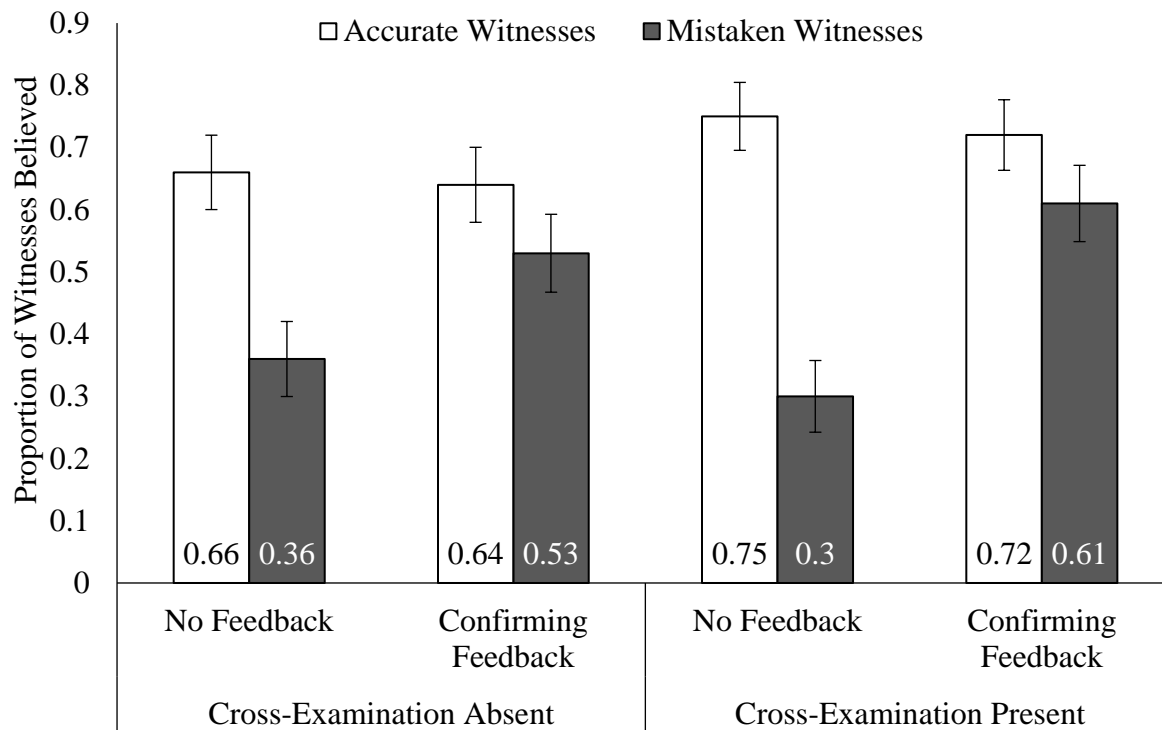 Accurate Witnesses Mistaken Witnesses
Proportion of Witnesses Believed
0.9
0.8
0.7
0.6
0.5
0.4
0.3
0.2
0.1
0
0.66 0.36 0.64 0.53 0.75 0.3 0.72 0.61
No Feedback Confirming No Feedback Confirming
Feedback Feedback
Cross-Examination Absent Cross-Examination Present